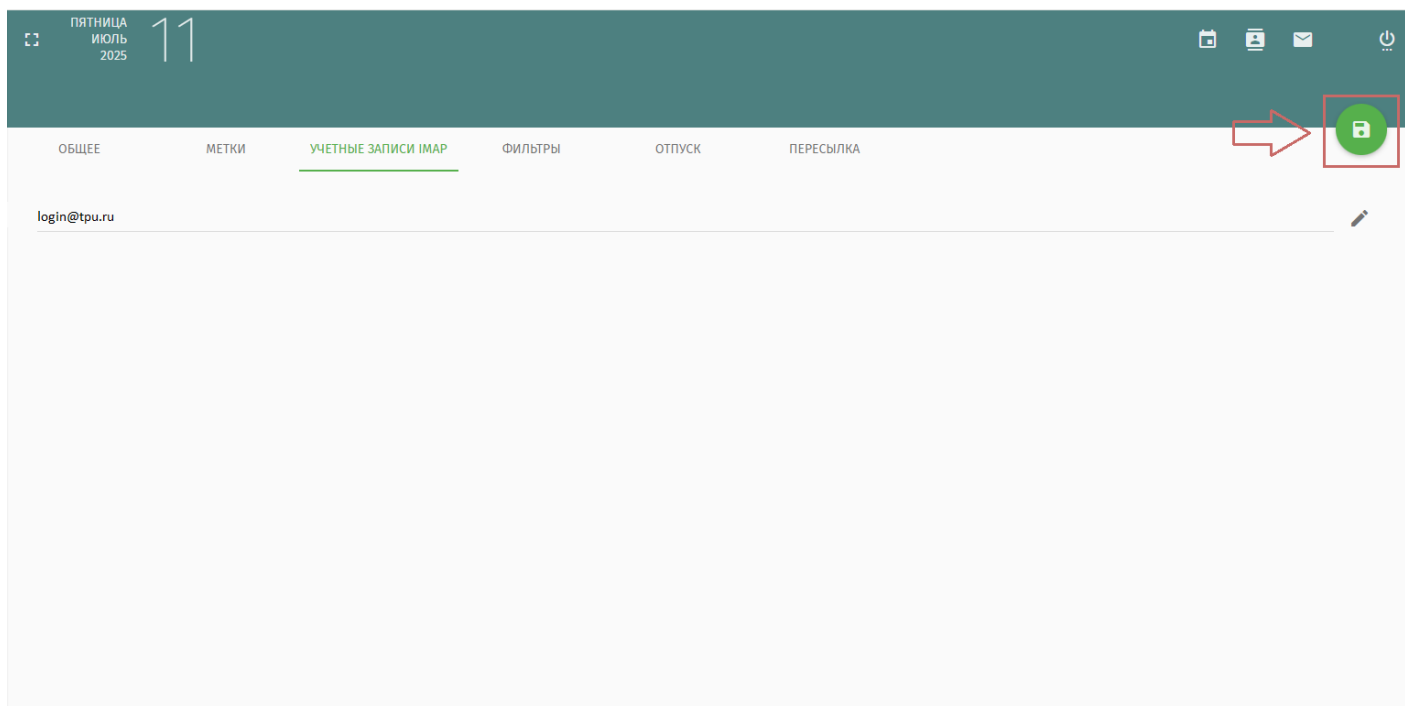 ПЯТНИЦА
ИЮЛЬ
2025
11
ОБЩЕЕ
МЕТКИ
УЧЕТНЫЕ ЗАПИСИ IMAP
ФИЛЬТРЫ
ОТПУСК
ПЕРЕСЫЛКА
login@tpu.ru